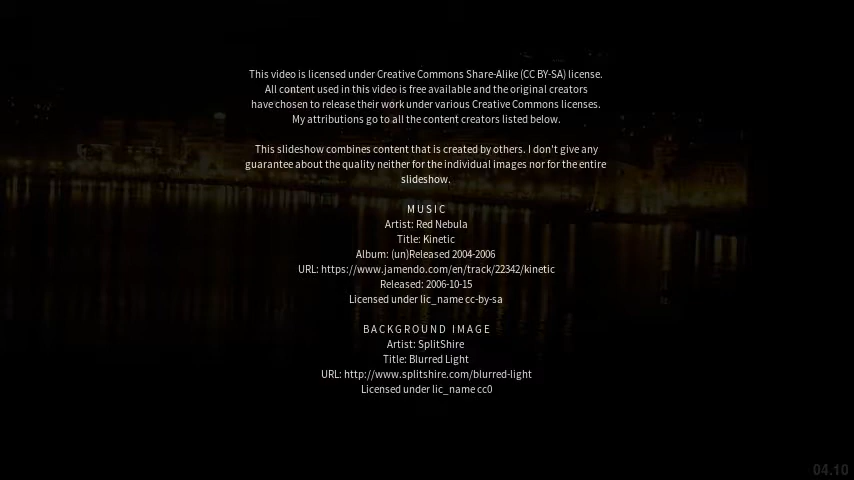 This video is licensed under Creative Commons Share-Alike (CC BY-SA) license.
All content used in this video is free available and the original creators
have chosen to release their work under various Creative Commons licenses.
My attributions go to all the content creators listed below.
This slideshow combines content that is created by others. I don't give any
guarantee about the quality neither for the individual images nor for the entire
slideshow.
MUSIC
Artist: Red Nebula
Title: Kinetic
Album: (un)Released 2004-2006
URL: https://www.jamendo.com/en/track/22342/kinetic
Released: 2006-10-15
Licensed under lic_name cc-by-sa
BACKGROUND IMAGE
Artist: SplitShire
Title: Blurred Light
URL: http://www.splitshire.com/blurred-light
Licensed under lic_name cc0
04.10